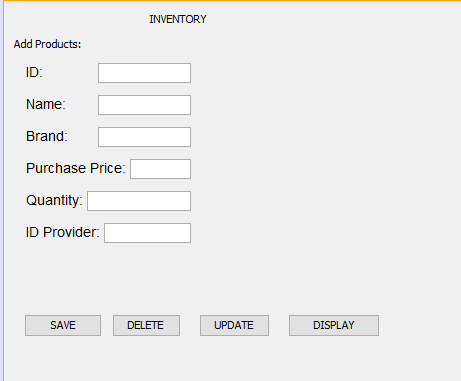 INVENTORY
Add Products:
ID:
Name:
Brand:
Purchase Price:
Quantity:
ID Provider:
SAVE DELETE UPDATE DISPLAY